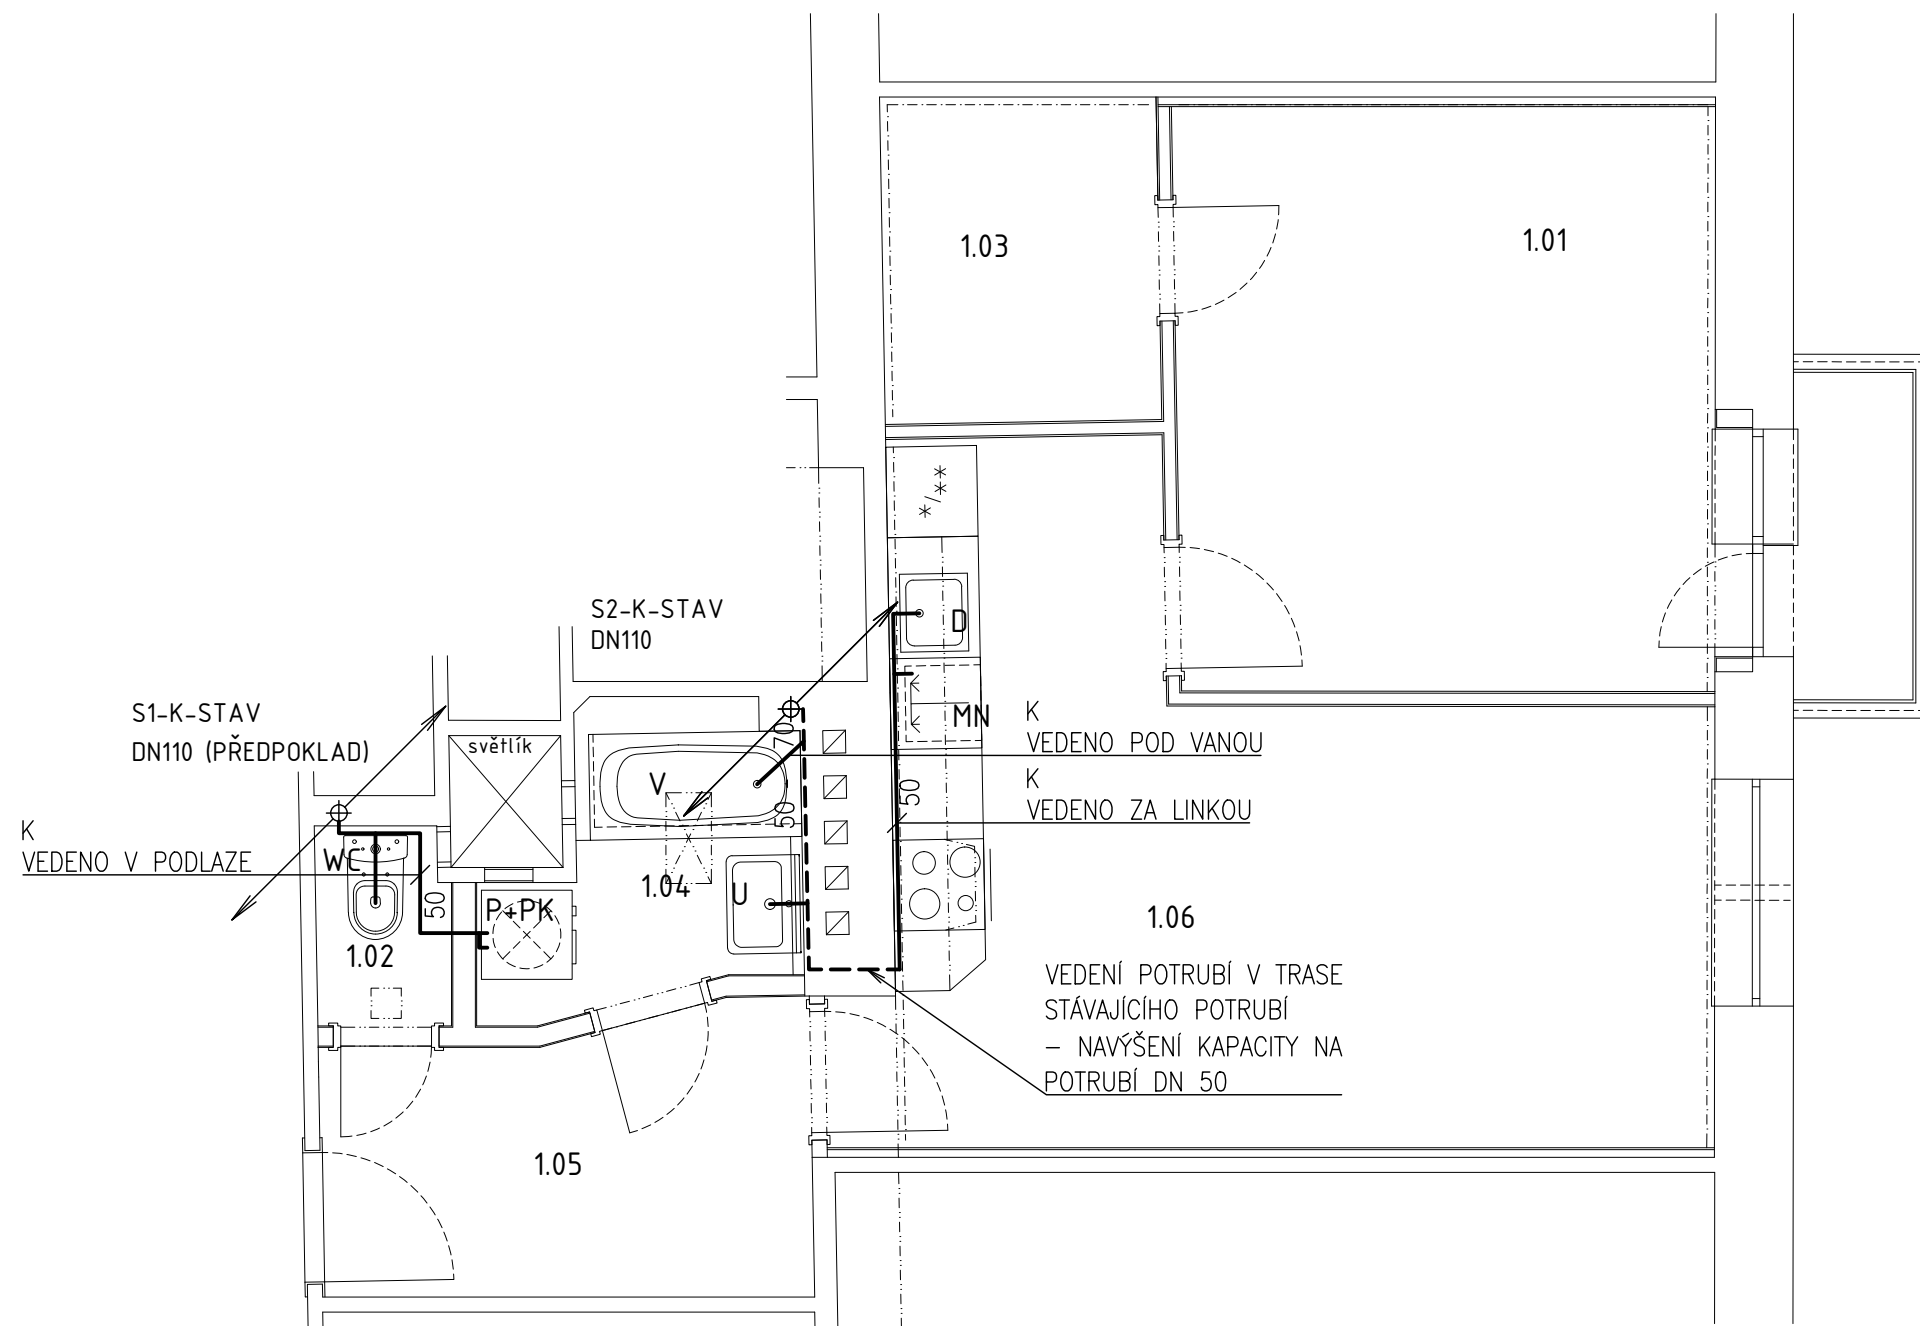 1.03
1.01
*/**
S2-K-STAV
DN110
D
S1-K-STAV
DN110 (PŘEDPOKLAD)
světlík
70
MN
K
VEDENO POD VANOU
V
50
50
K
VEDENO ZA LINKOU
K
VEDENO V PODLAZE
WC
50
P+PK
1.04
U
1.02
1.06
VEDENÍ POTRUBÍ V TRASE
STÁVAJÍCÍHO POTRUBÍ
– NAVÝŠENÍ KAPACITY NA
POTRUBÍ DN 50
1.05